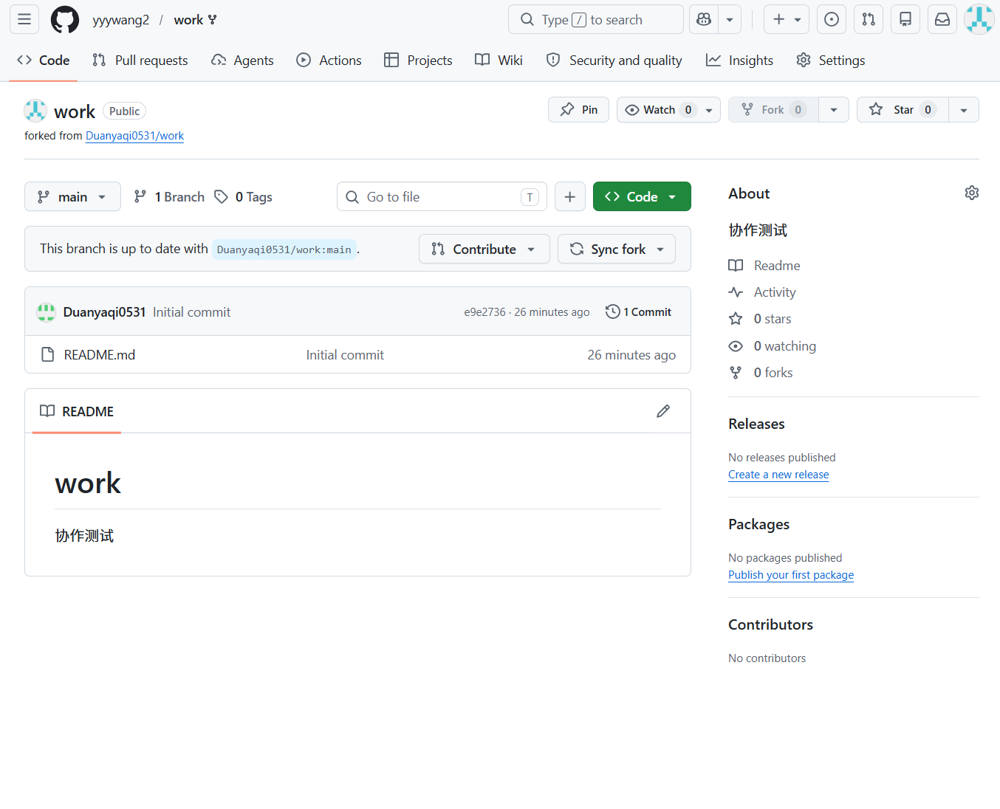 yyywang2 / work
Type / to search
Code Pull requests Agents Actions Projects Wiki Security and quality Insights Settings
work Public
Pin Watch 0 Fork 0 Star 0
forked from Duanyaqi0531/work
main 1 Branch 0 Tags Go to file T Code
This branch is up to date with Duanyaqi0531/work:main .
Contribute Sync fork
Duanyaqi0531 Initial commit e9e2736 · 26 minutes ago 1 Commit
README.md Initial commit 26 minutes ago
README
work
协作测试
About
协作测试
Readme
Activity
0 stars
0 watching
0 forks
Releases
No releases published
Create a new release
Packages
No packages published
Publish your first package
Contributors
No contributors